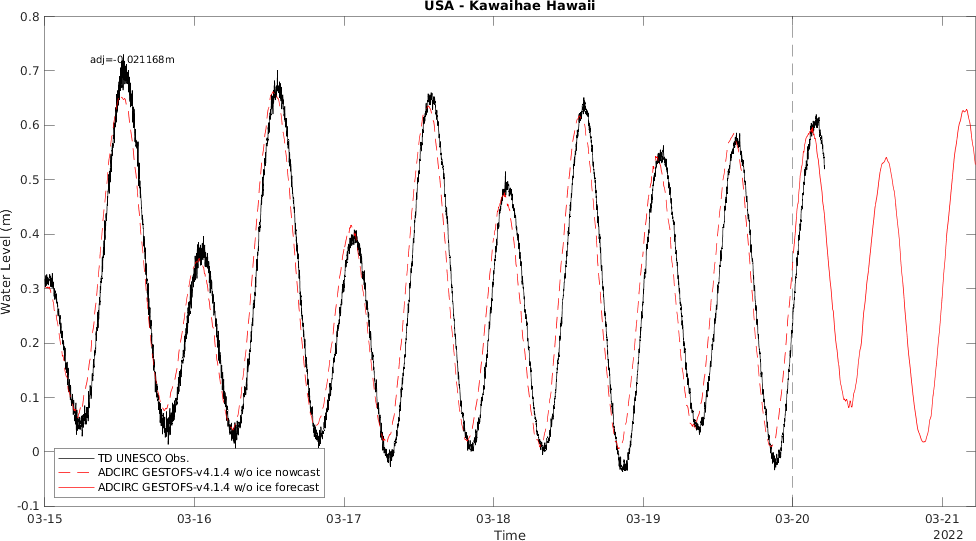 USA - Kawaihae Hawaii
0.8
adj=-0.021168m
0.7
0.6
0.5
0.4
0.3
0.2
0.1
0
-0.1
Water Level (m)
TD UNESCO Obs.
ADCIRC GESTOFS-v4.1.4 w/o ice nowcast
ADCIRC GESTOFS-v4.1.4 w/o ice forecast
03-15 03-16 03-17 03-18 03-19 03-20 03-21
Time
2022